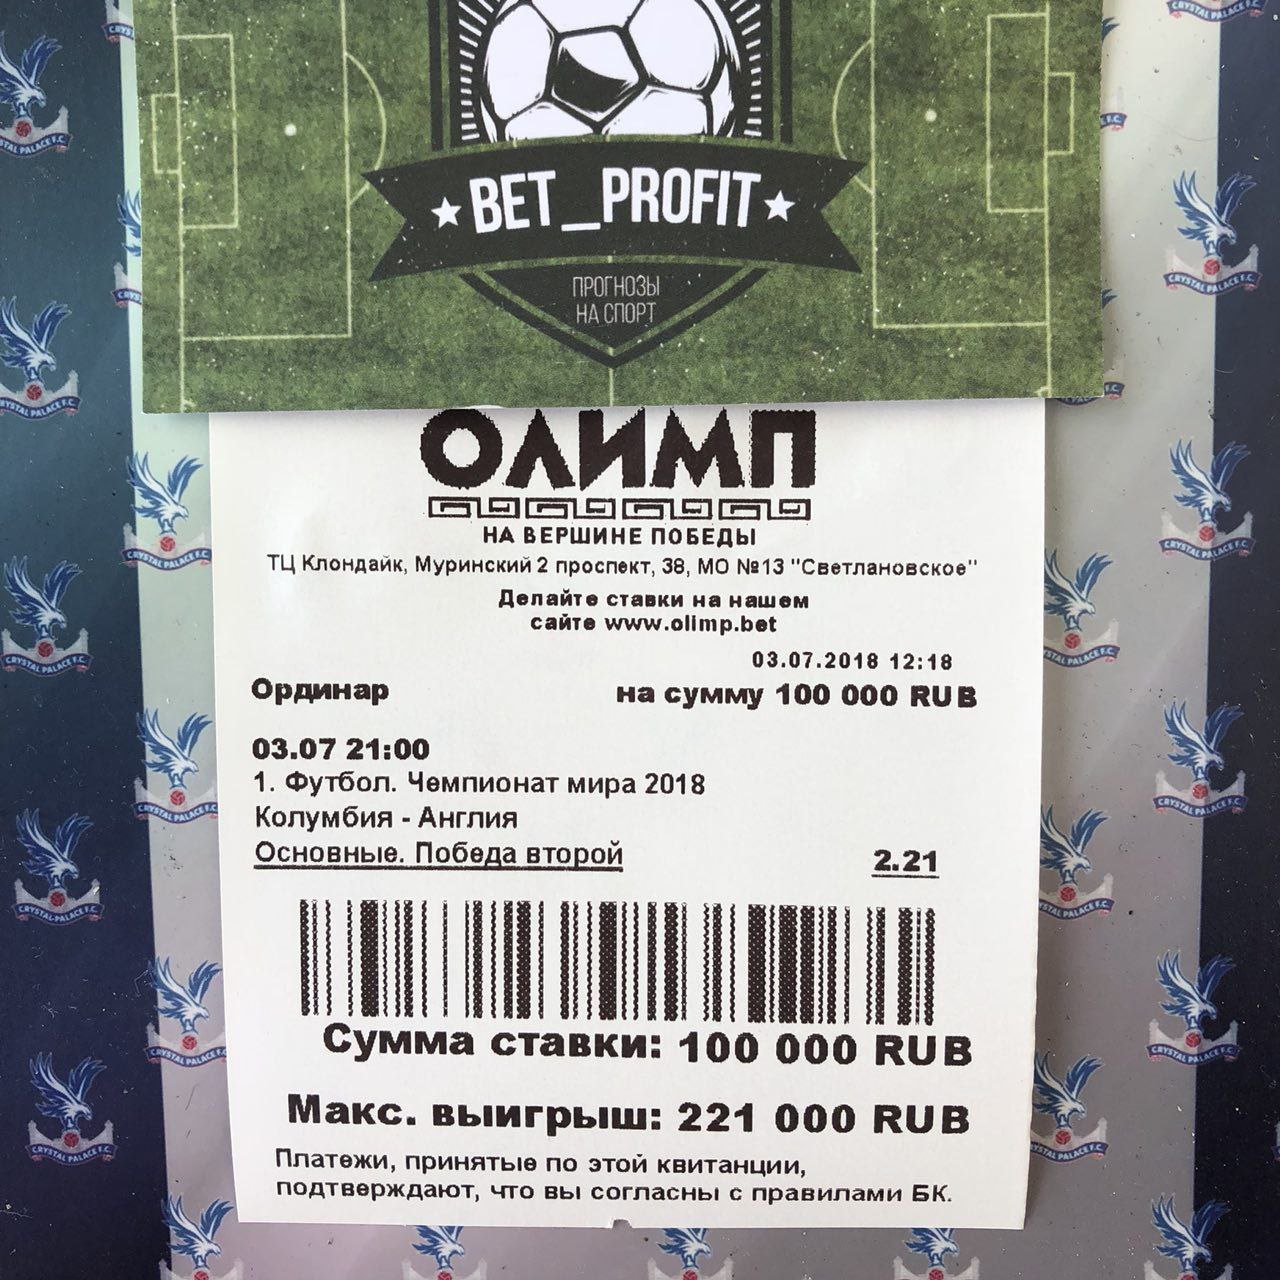 BET_PROFIT
ПРОГНОЗЫ
НА СПОРТ
ОЛИМП
НА ВЕРШИНЕ ПОБЕДЫ
ТЦ Клондайк, Муринский 2 проспект, 38, МО №13 "Светлановское"
Делайте ставки на нашем
сайте www.olimp.bet
03.07.2018 12:18
Ординар на сумму 100 000 RUB
03.07 21:00
1. Футбол. Чемпионат мира 2018
Колумбия - Англия
Основные. Победа второй 2.21
Сумма ставки: 100 000 RUB
Макс. выигрыш: 221 000 RUB
Платежи, принятые по этой квитанции,
подтверждают, что вы согласны с правилами БК.
CRYSTAL PALACE F.C.